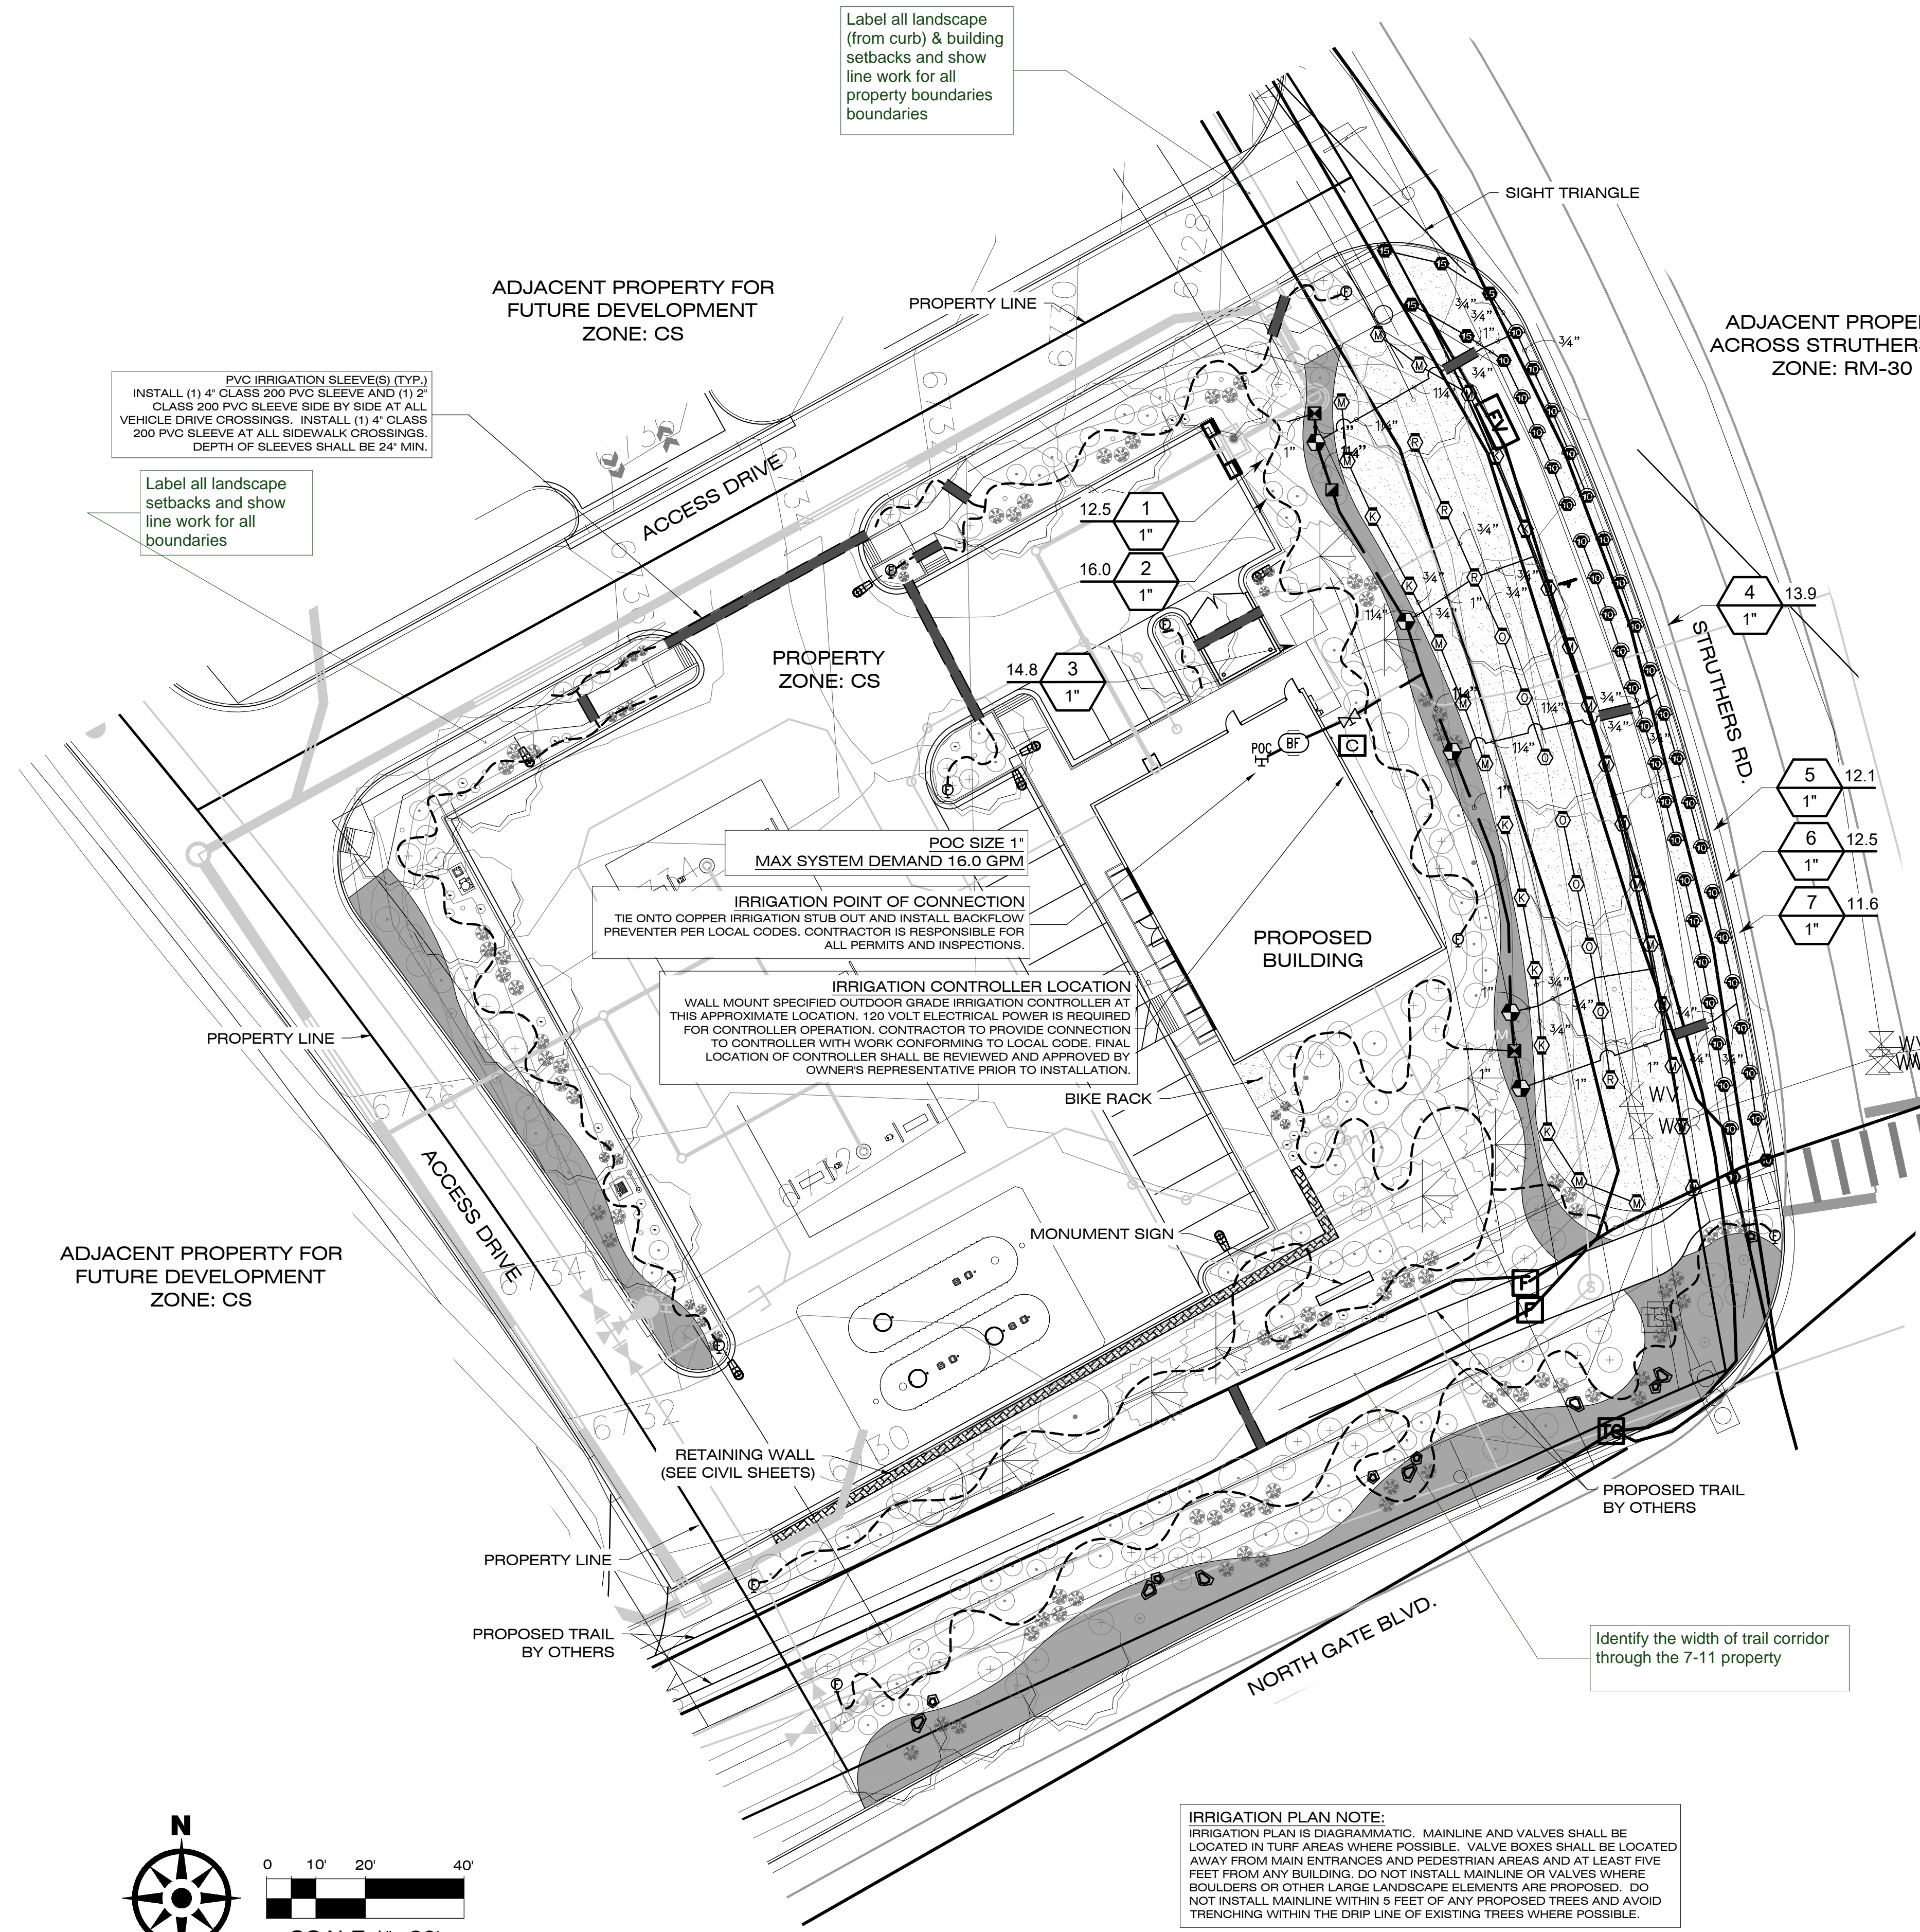 Label all landscape
(from curb) & building
setbacks and show
line work for all
property boundaries
boundaries
SIGHT TRIANGLE
ADJACENT PROPERTY FOR
FUTURE DEVELOPMENT
ZONE: CS
PROPERTY LINE
ACROSS STRUTHERS
ZONE: RM-30
PVC IRRIGATION SLEEVE(S) (TYP.)
INSTALL (1) 4" CLASS 200 PVC SLEEVE AND (1) 2"
CLASS 200 PVC SLEEVE SIDE BY SIDE AT ALL
VEHICLE DRIVE CROSSINGS. INSTALL (1) 4" CLASS
200 PVC SLEEVE AT ALL SIDEWALK CROSSINGS.
DEPTH OF SLEEVES SHALL BE 24" MIN.
Label all landscape
setbacks and show
line work for all
boundaries
ACCESS DRIVE
6728
6730
6732
6734
12.5
1
1"
16.0
2
1"
14.8
3
1"
4
13.9
1"
STRUTHERS RD.
5
12.1
1"
6
12.5
1"
7
11.6
1"
EV
PROPERTY
ZONE: CS
POC
BF
C
POC SIZE 1"
MAX SYSTEM DEMAND 16.0 GPM
IRRIGATION POINT OF CONNECTION
TIE ONTO COPPER IRRIGATION STUB OUT AND INSTALL BACKFLOW
PREVENTER PER LOCAL CODES. CONTRACTOR IS RESPONSIBLE FOR
ALL PERMITS AND INSPECTIONS.
PROPOSED
BUILDING
IRRIGATION CONTROLLER LOCATION
WALL MOUNT SPECIFIED OUTDOOR GRADE IRRIGATION CONTROLLER AT
THIS APPROXIMATE LOCATION. 120 VOLT ELECTRICAL POWER IS REQUIRED
FOR CONTROLLER OPERATION. CONTRACTOR TO PROVIDE CONNECTION
TO CONTROLLER WITH WORK CONFORMING TO LOCAL CODE. FINAL
LOCATION OF CONTROLLER SHALL BE REVIEWED AND APPROVED BY
OWNER'S REPRESENTATIVE PRIOR TO INSTALLATION.
PROPERTY LINE
BIKE RACK
6736
WV
ACCESS DRIVE
MONUMENT SIGN
ADJACENT PROPERTY FOR
FUTURE DEVELOPMENT
ZONE: CS
6734
6732
F
F
TS
TC
6732
RETAINING WALL
(SEE CIVIL SHEETS)
PROPOSED TRAIL
BY OTHERS
PROPERTY LINE
PROPOSED TRAIL
BY OTHERS
NORTH GATE BLVD.
Identify the width of trail corridor
through the 7-11 property
IRRIGATION PLAN NOTE:
IRRIGATION PLAN IS DIAGRAMMATIC. MAINLINE AND VALVES SHALL BE
LOCATED IN TURF AREAS WHERE POSSIBLE. VALVE BOXES SHALL BE LOCATED
AWAY FROM MAIN ENTRANCES AND PEDESTRIAN AREAS AND AT LEAST FIVE
FEET FROM ANY BUILDING. DO NOT INSTALL MAINLINE OR VALVES WHERE
BOULDERS OR OTHER LARGE LANDSCAPE ELEMENTS ARE PROPOSED. DO
NOT INSTALL MAINLINE WITHIN 5 FEET OF ANY PROPOSED TREES AND AVOID
TRENCHING WITHIN THE DRIP LINE OF EXISTING TREES WHERE POSSIBLE.
N
0 10' 20' 40'